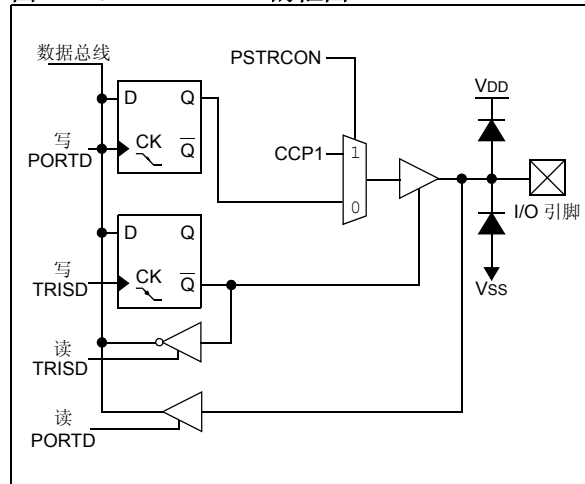 数据总线
PSTRCON
VDD
D Q
写
PORTD
CK
Q
CCP1
1
0
I/O 引脚
D Q
写
TRISD
CK
Q
VSS
读
TRISD
读
PORTD